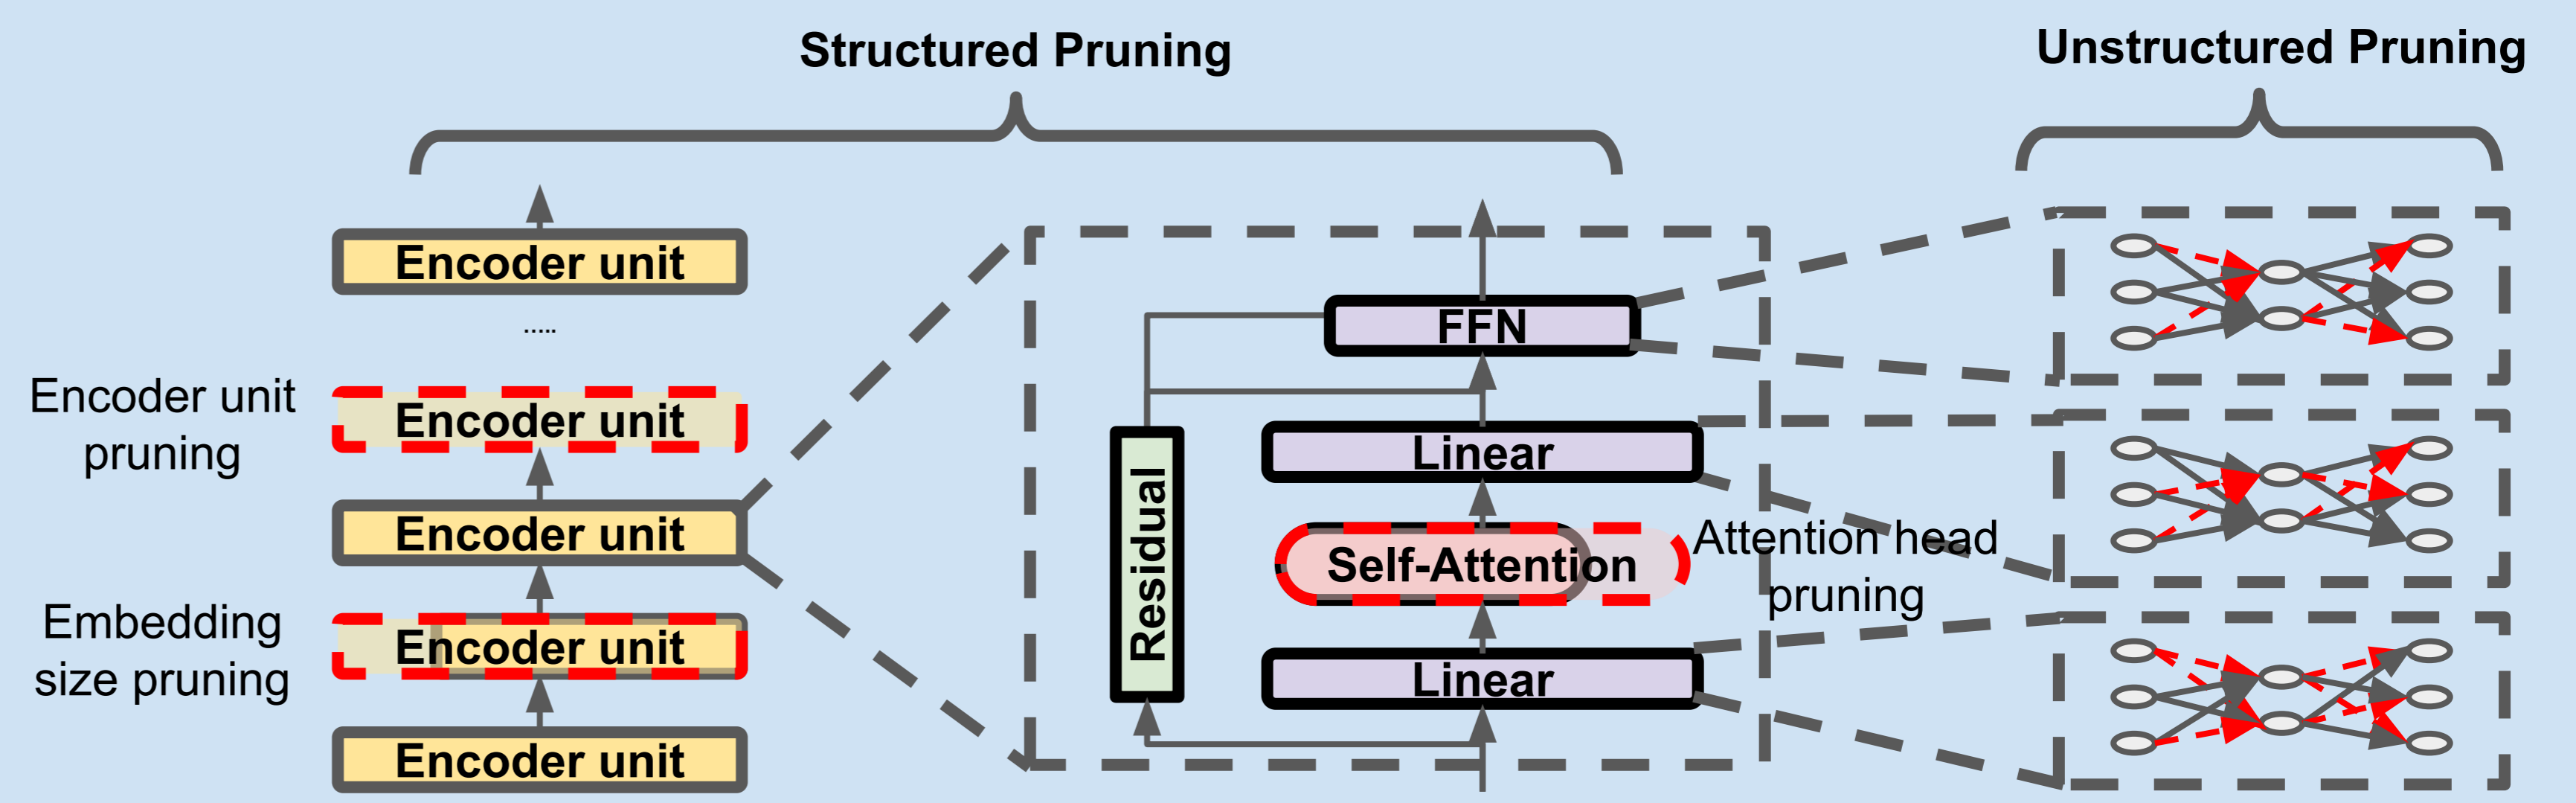 Structured Pruning
Unstructured Pruning
Encoder unit
.....
Encoder unit
pruning
Encoder unit
Encoder unit
Embedding
size pruning
Encoder unit
Encoder unit
FFN
Linear
Residual
Self-Attention
Attention head
pruning
Linear